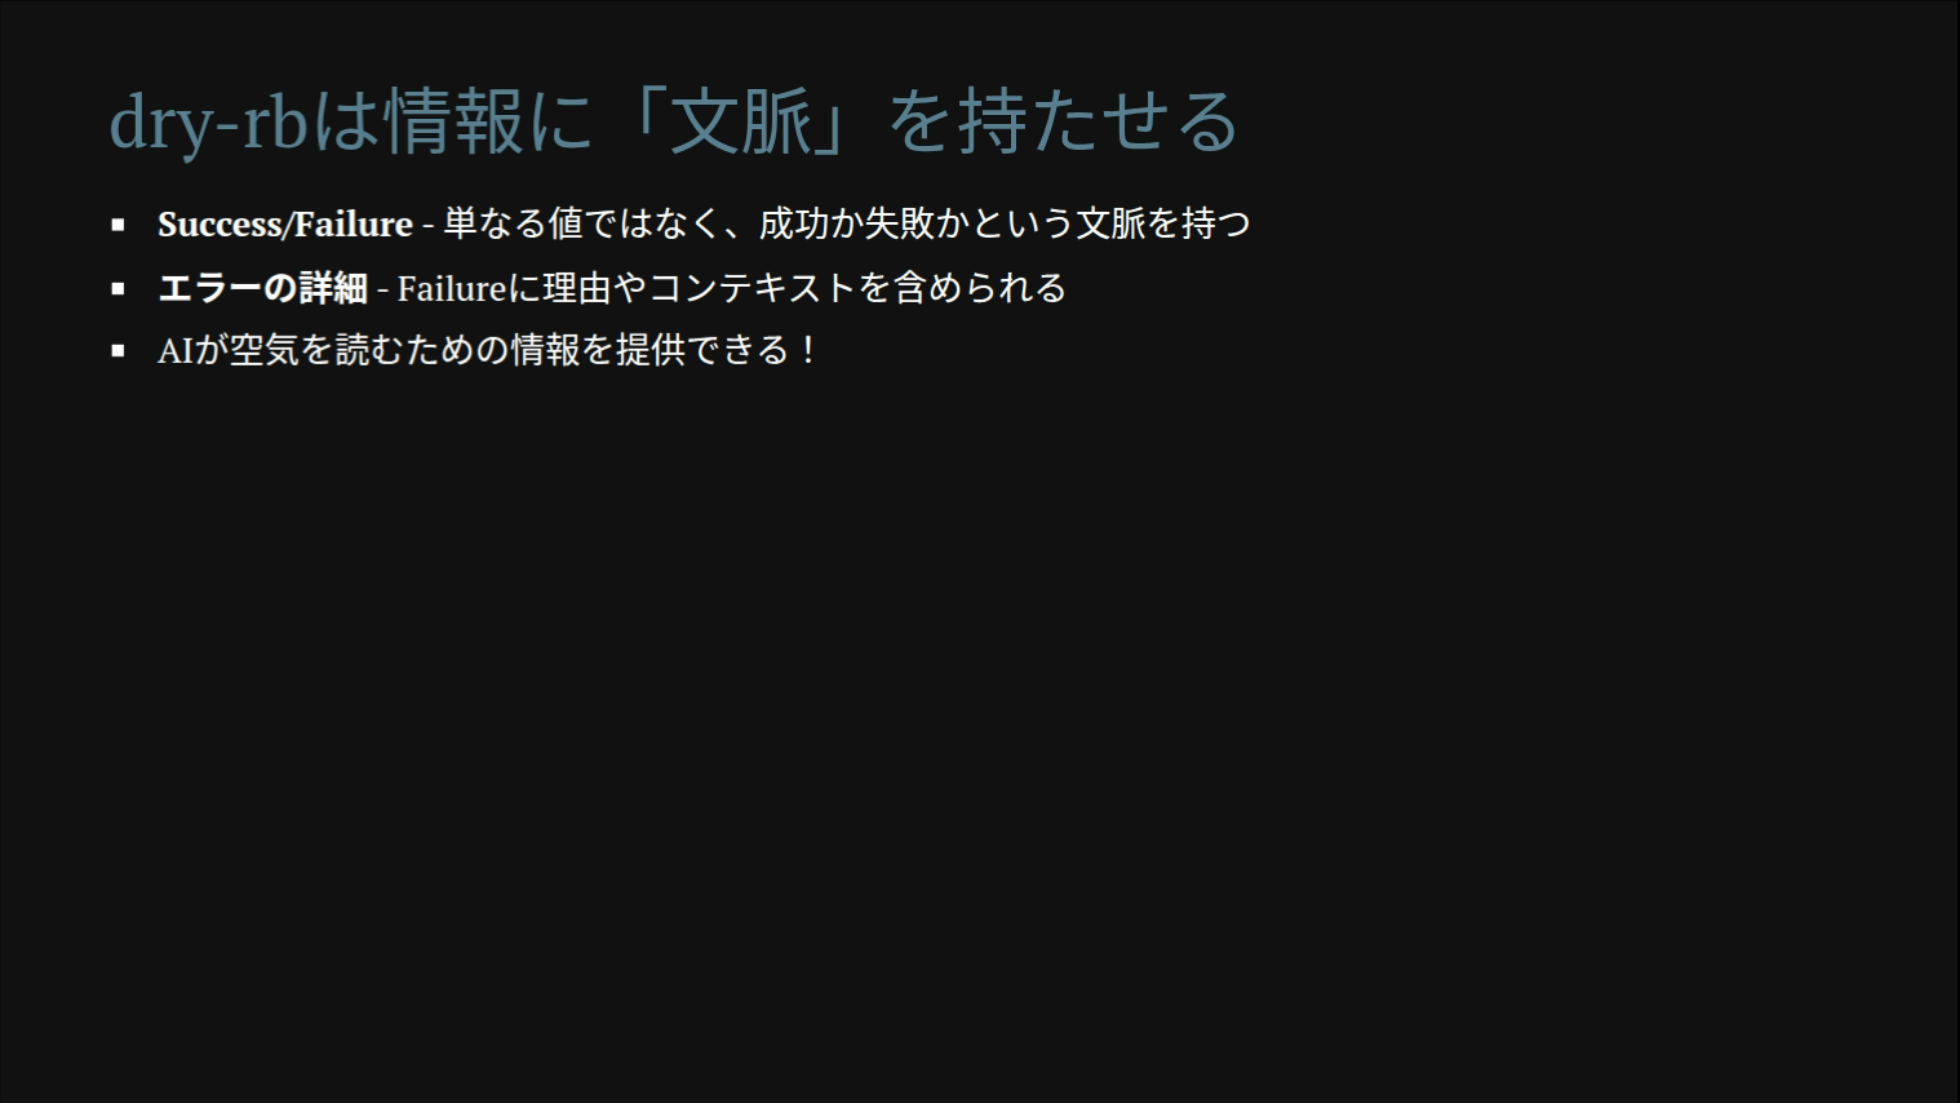 dry-rbは情報に「文脈」を持たせる
Success/Failure - 単なる値ではなく、成功か失敗かという文脈を持つ
エラーの詳細 - Failureに理由やコンテキストを含められる
AIが空気を読むための情報を提供できる！